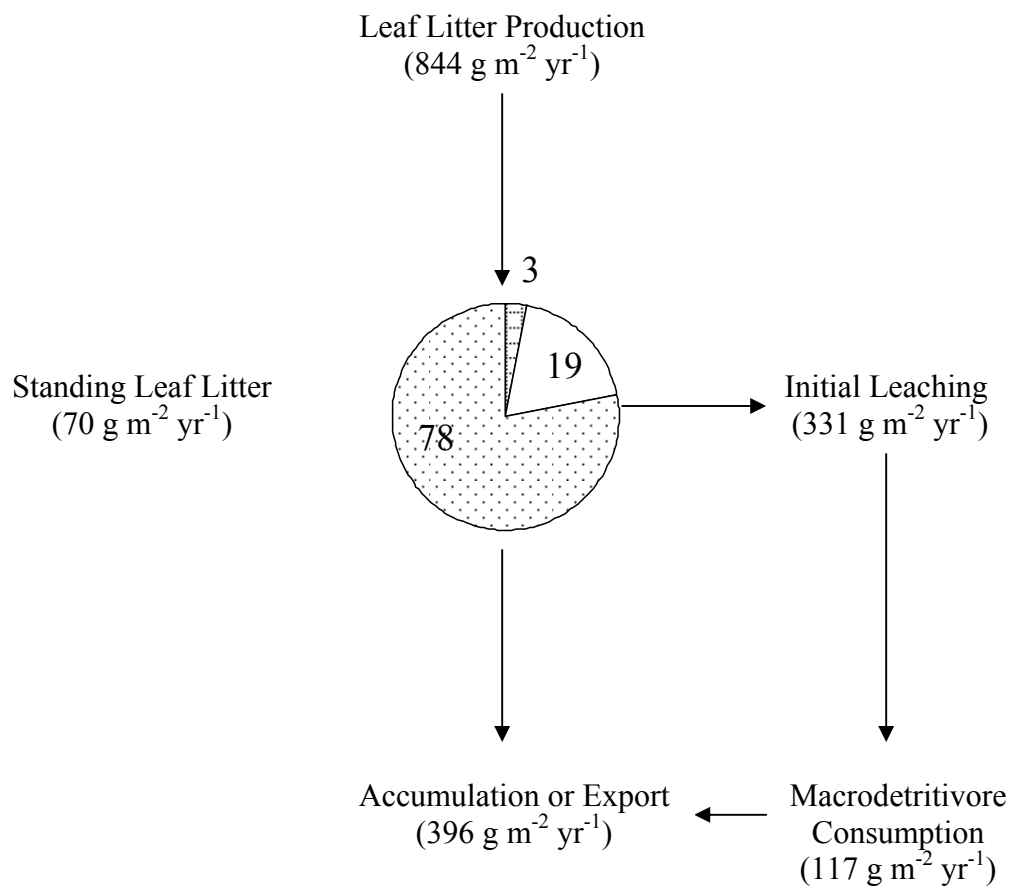 Leaf Litter Production
(844 g m⁻² yr⁻¹)
3
19
Standing Leaf Litter
(70 g m⁻² yr⁻¹)
78
Initial Leaching
(331 g m⁻² yr⁻¹)
Accumulation or Export
(396 g m⁻² yr⁻¹)
Macrodetritivore
Consumption
(117 g m⁻² yr⁻¹)